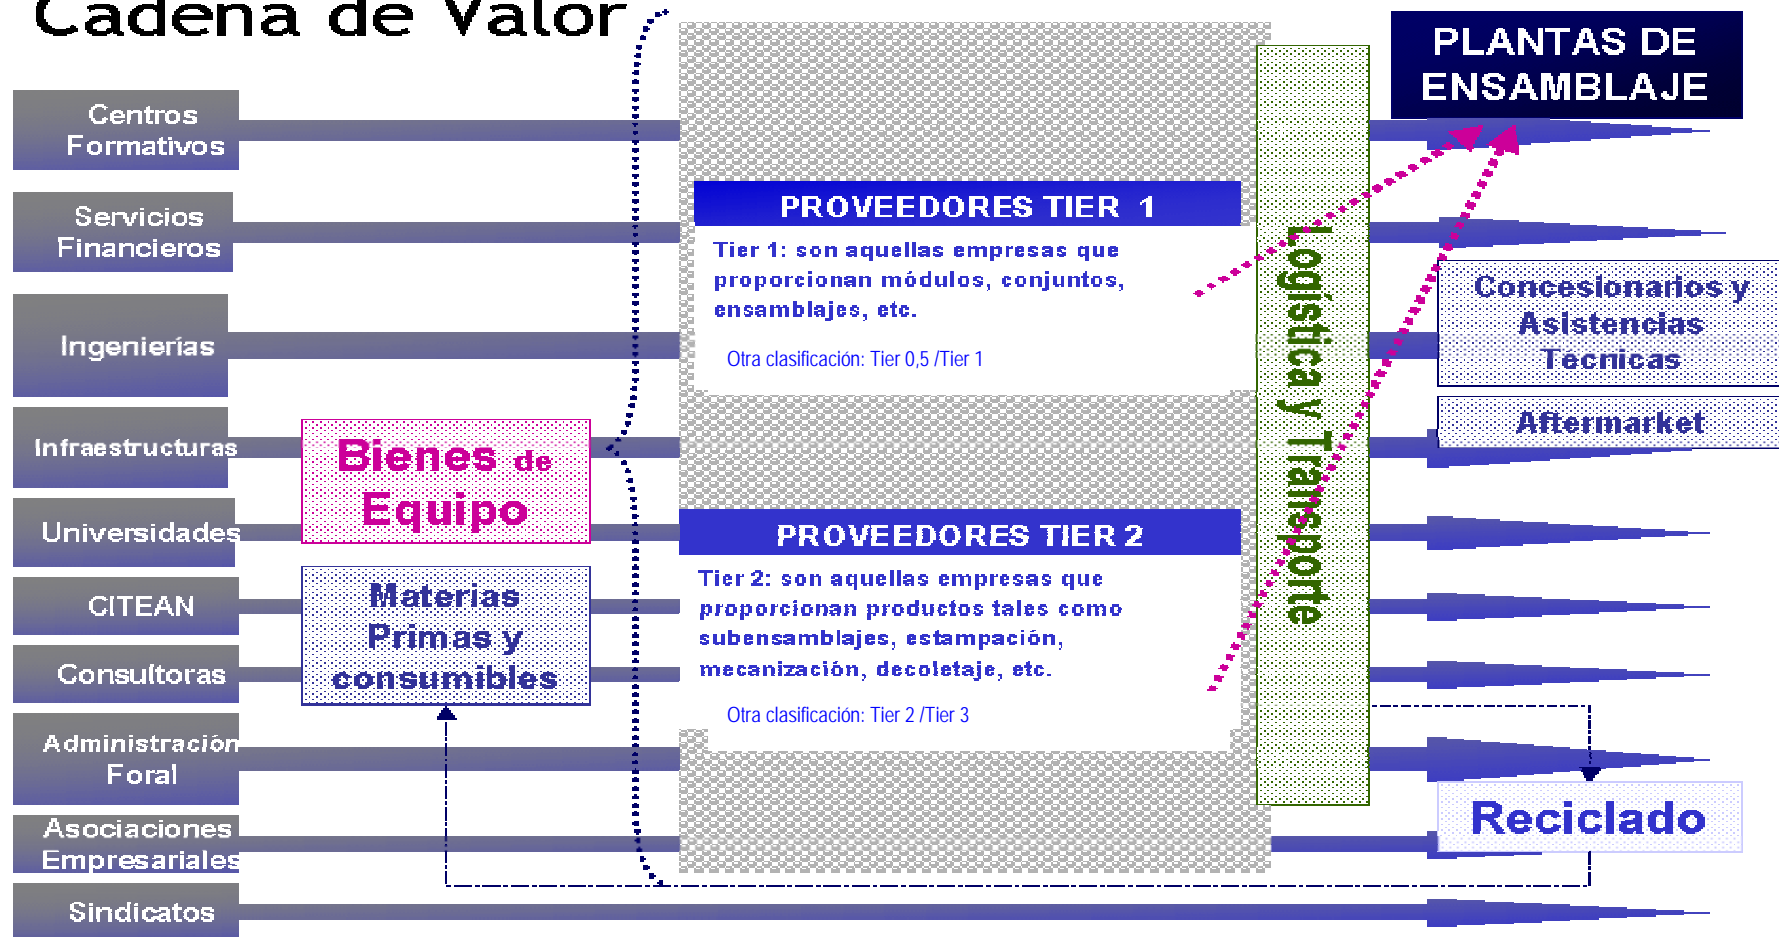 Cadena de Valor
PLANTAS DE
ENSAMBLAJE
Centros
Formativos
Servicios
Financieros
Ingenierías
Infraestructuras
Universidades
CITEAN
Consultoras
Administración
Foral
Asociaciones
Empresariales
Sindicatos
Bienes de
Equipo
Materias
Primas y
consumibles
PROVEEDORES TIER 1
Tier 1: son aquellas empresas que
proporcionan módulos, conjuntos,
ensamblajes, etc.
Otra clasificación: Tier 0,5 /Tier 1
PROVEEDORES TIER 2
Tier 2: son aquellas empresas que
proporcionan productos tales como
subensamblajes, estampación,
mecanización, decoletaje, etc.
Otra clasificación: Tier 2 /Tier 3
Logística y Transporte
Concesionarios y
Asistencias
Tecnicas
Aftermarket
Reciclado